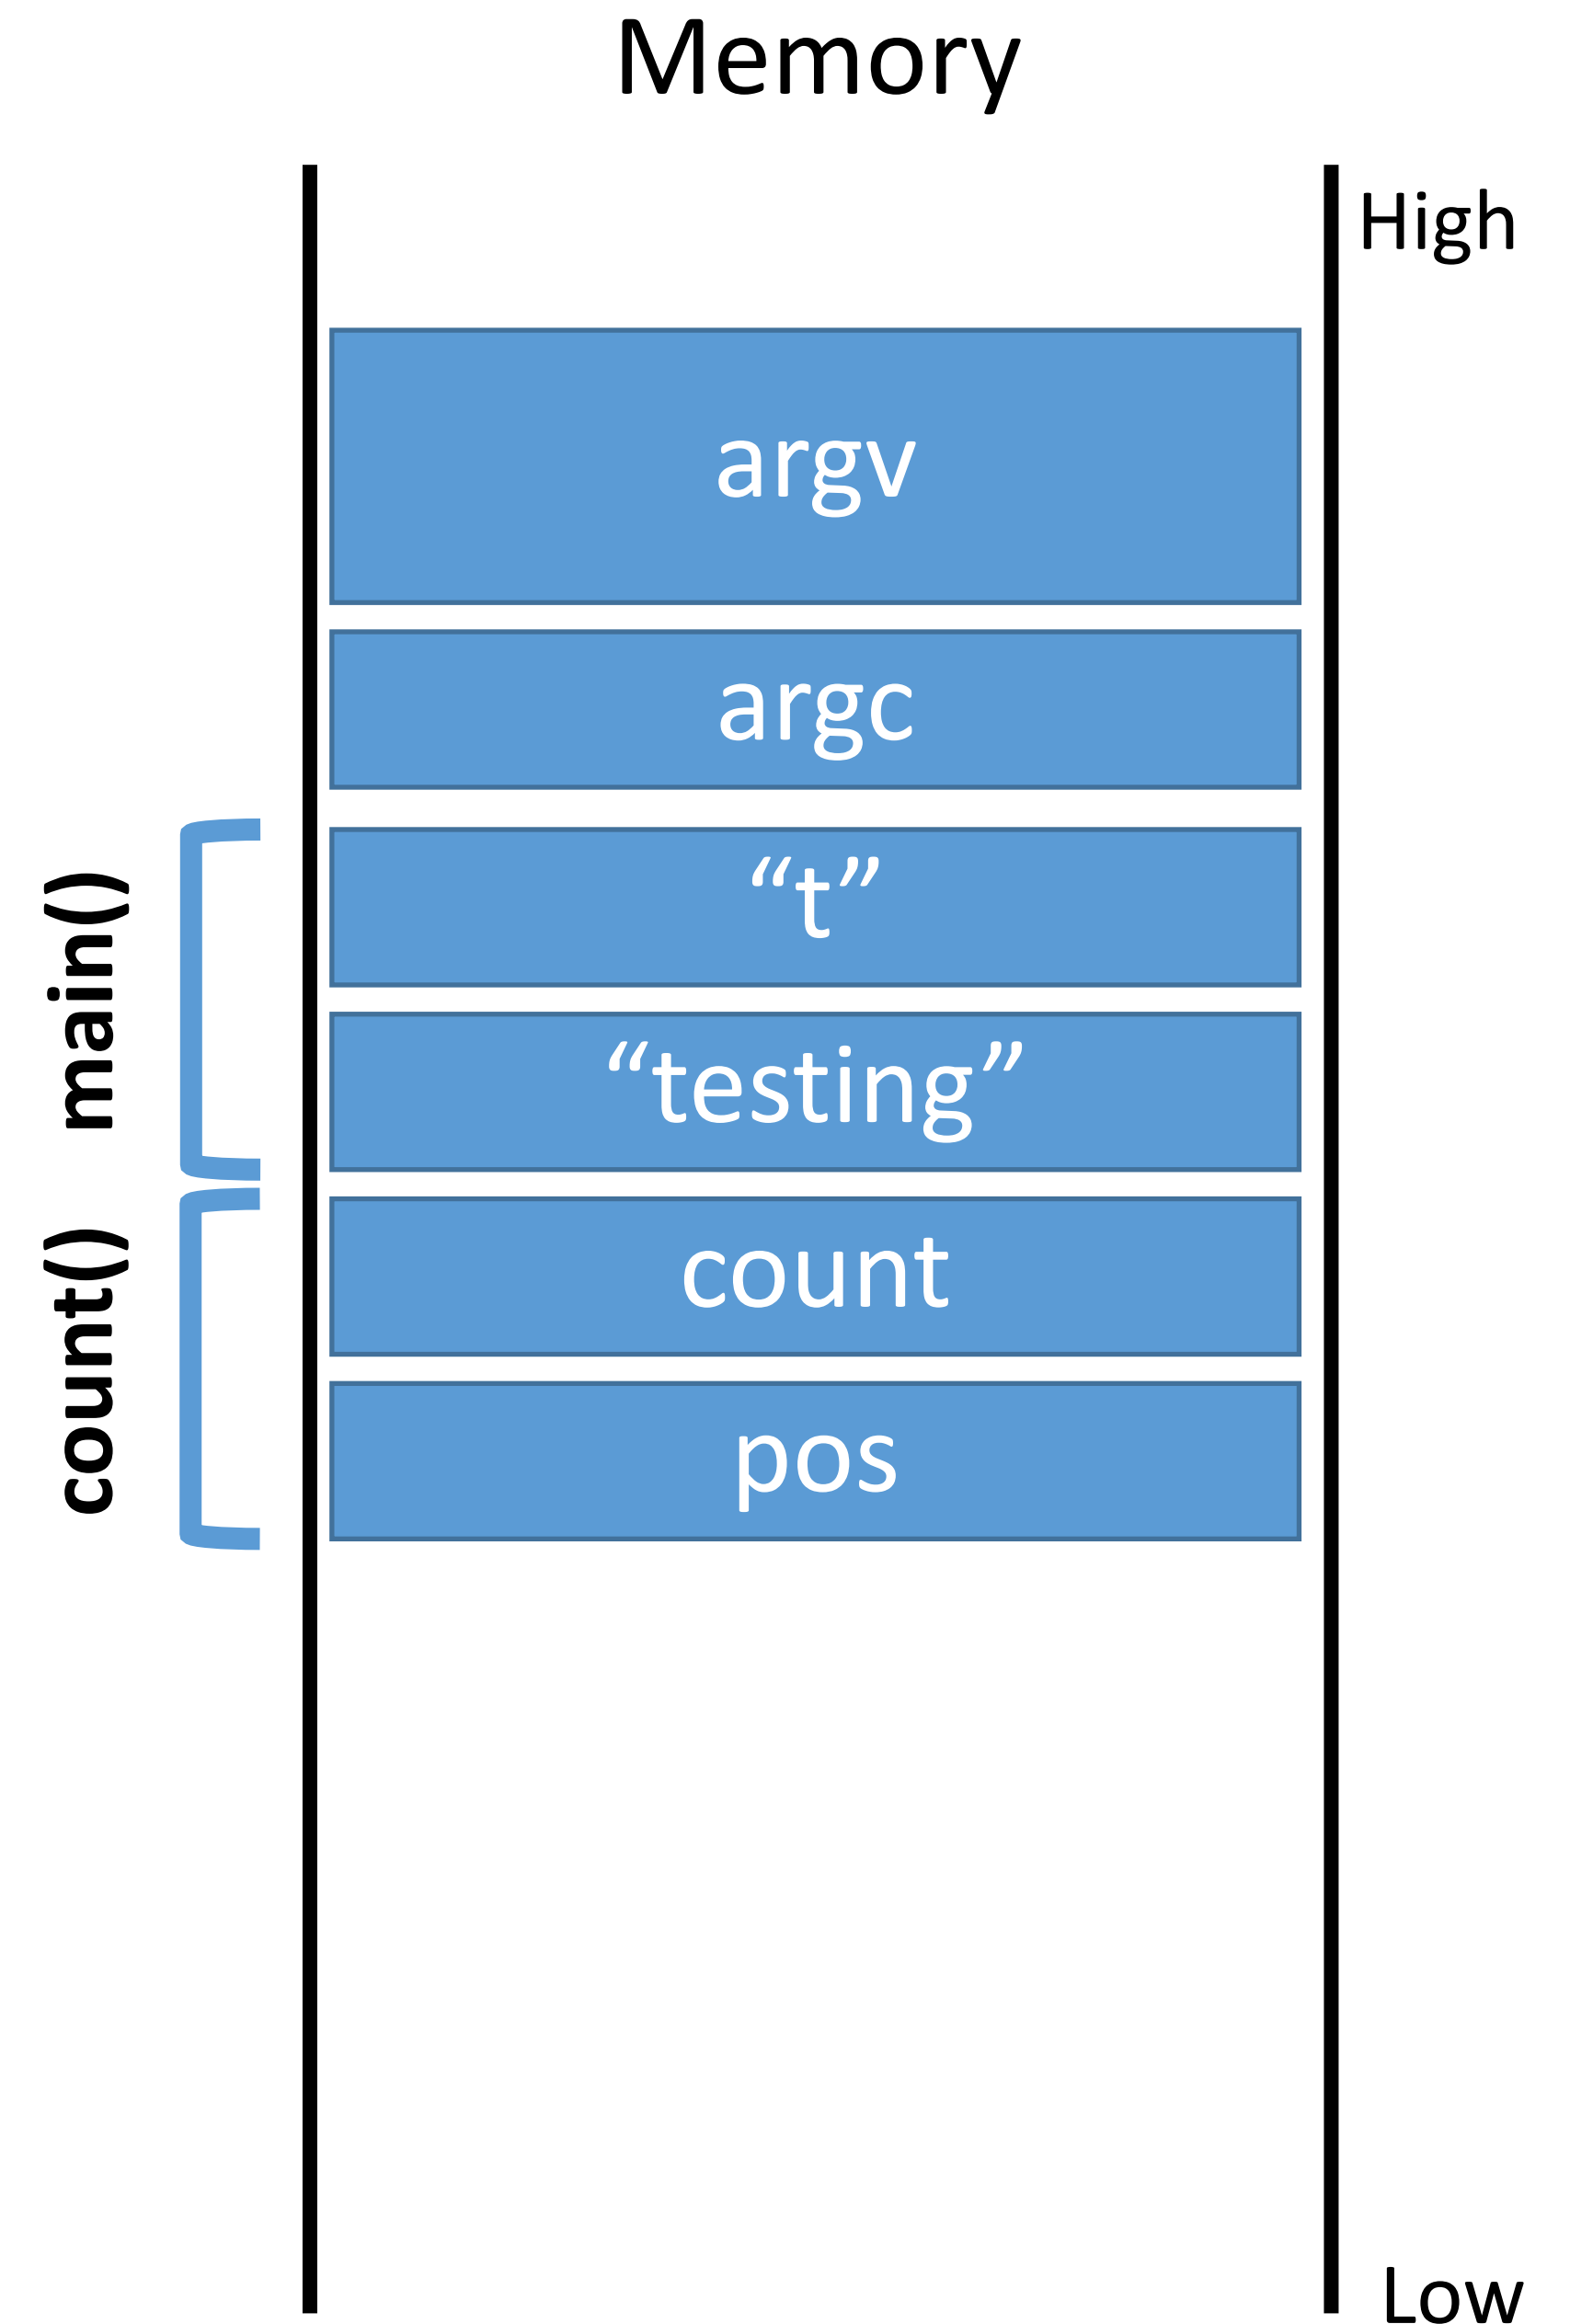 Memory
High
argv
argc
main()
“t”
“testing”
count()
count
pos
Low